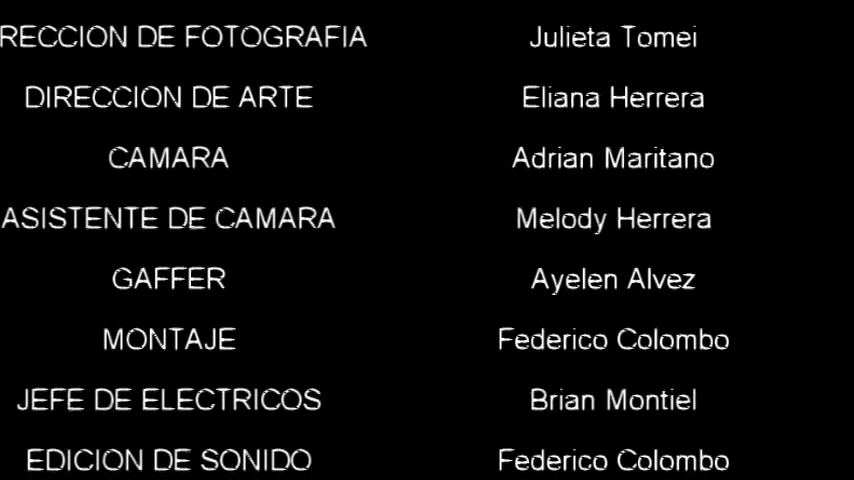 RECCION DE FOTOGRAFIA Julieta Tomei
DIRECCION DE ARTE Eliana Herrera
CAMARA Adrian Maritano
ASISTENTE DE CAMARA Melody Herrera
GAFFER Ayelen Alvez
MONTAJE Federico Colombo
JEFE DE ELECTRICOS Brian Montiel
EDICION DE SONIDO Federico Colombo